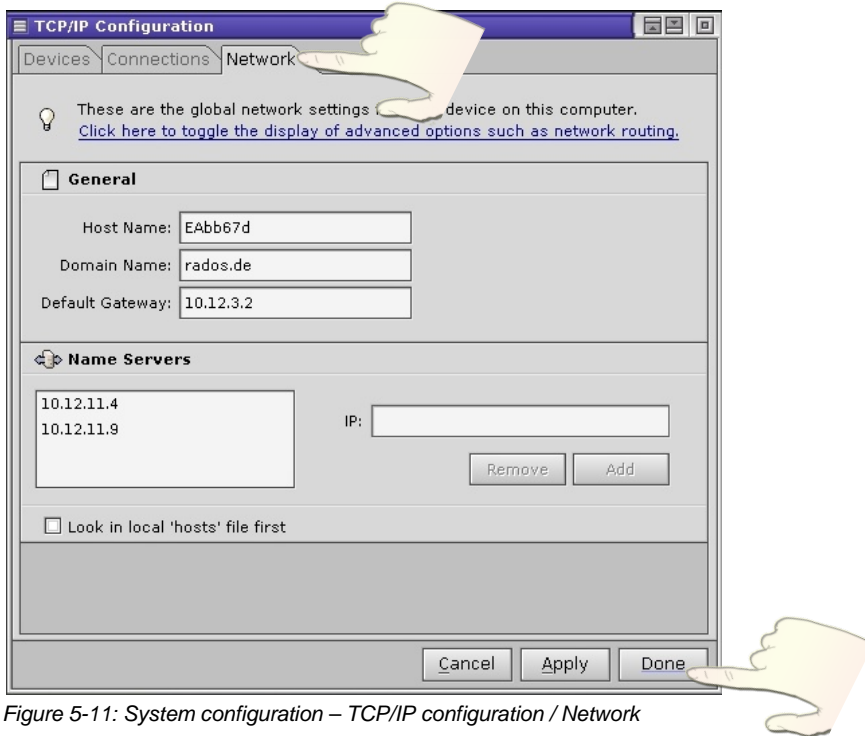 TCP/IP Configuration
Devices Connections Network
These are the global network settings device on this computer.
Click here to toggle the display of advanced options such as network routing.
General
Host Name: EAbb67d
Domain Name: rados.de
Default Gateway: 10.12.3.2
Name Servers
10.12.11.4
10.12.11.9
IP:
Remove Add
Look in local 'hosts' file first
Cancel Apply Done
Figure 5-11: System configuration – TCP/IP configuration / Network